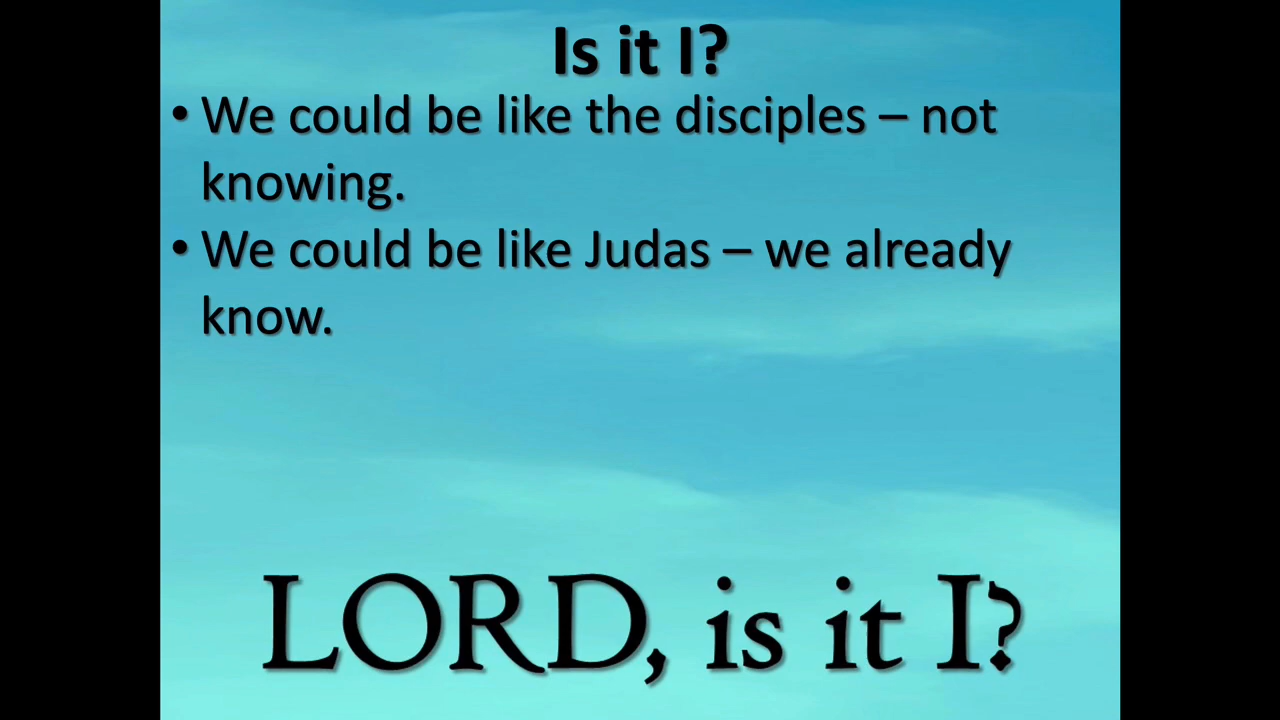 Is it I?
• We could be like the disciples – not
knowing.
• We could be like Judas – we already
know.
LORD, is it I?